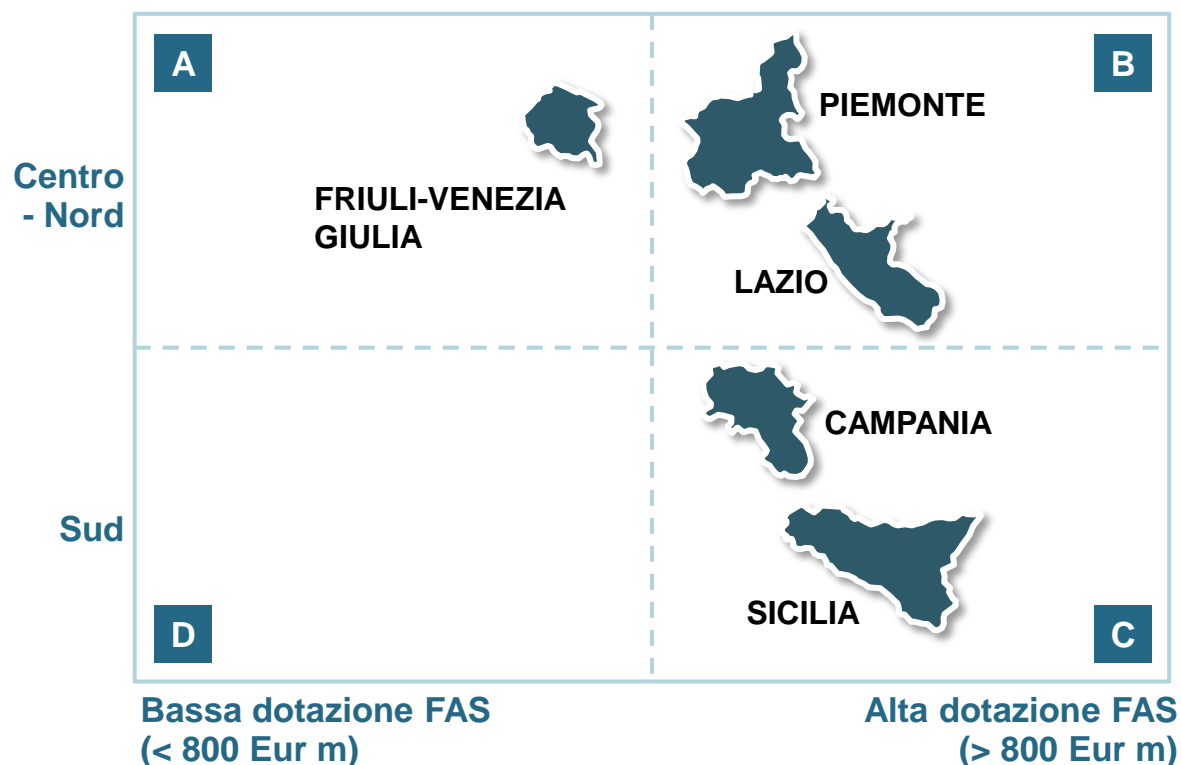 A
B
PIEMONTE
Centro
- Nord
FRIULI-VENEZIA
GIULIA
LAZIO
CAMPANIA
Sud
SICILIA
D
C
Bassa dotazione FAS
(< 800 Eur m)
Alta dotazione FAS
(> 800 Eur m)